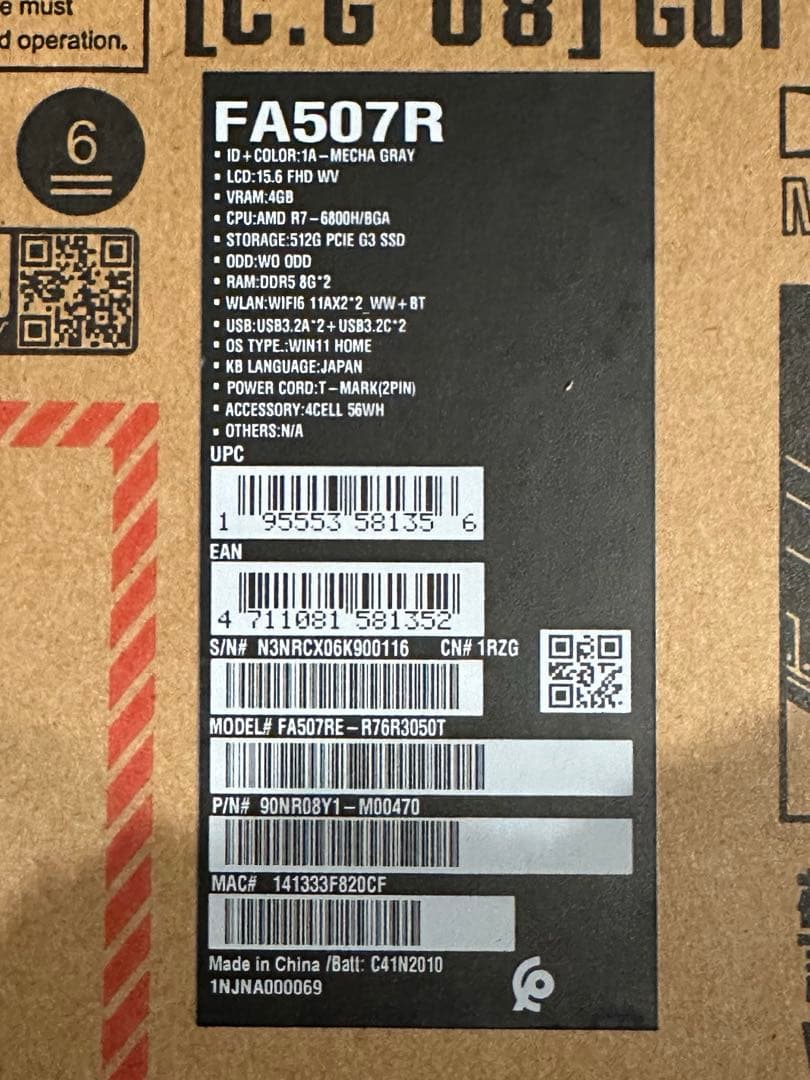 e must
d operation.
[C.G 08] GUT
6
FA507R
▪ ID+COLOR:1A-MECHA GRAY
▪ LCD:15.6 FHD WV
▪ VRAM:4GB
▪ CPU:AMD R7-6800H/BGA
▪ STORAGE:512G PCIE G3 SSD
▪ ODD:WO ODD
▪ RAM:DDR5 8G*2
▪ WLAN:WIFI6 11AX2*2_WW+BT
▪ USB:USB3.2A*2+USB3.2C*2
▪ OS TYPE.:WIN11 HOME
▪ KB LANGUAGE:JAPAN
▪ POWER CORD:T-MARK(2PIN)
▪ ACCESSORY:4CELL 56WH
▪ OTHERS:N/A
UPC
1 95553 58135 6
EAN
4 711081 581352
S/N# N3NRCX06K900116 CN# 1RZG
MODEL# FA507RE-R76R3050T
P/N# 90NR08Y1-M00470
MAC# 141333F820CF
Made in China /Batt: C41N2010
1NJNA000069